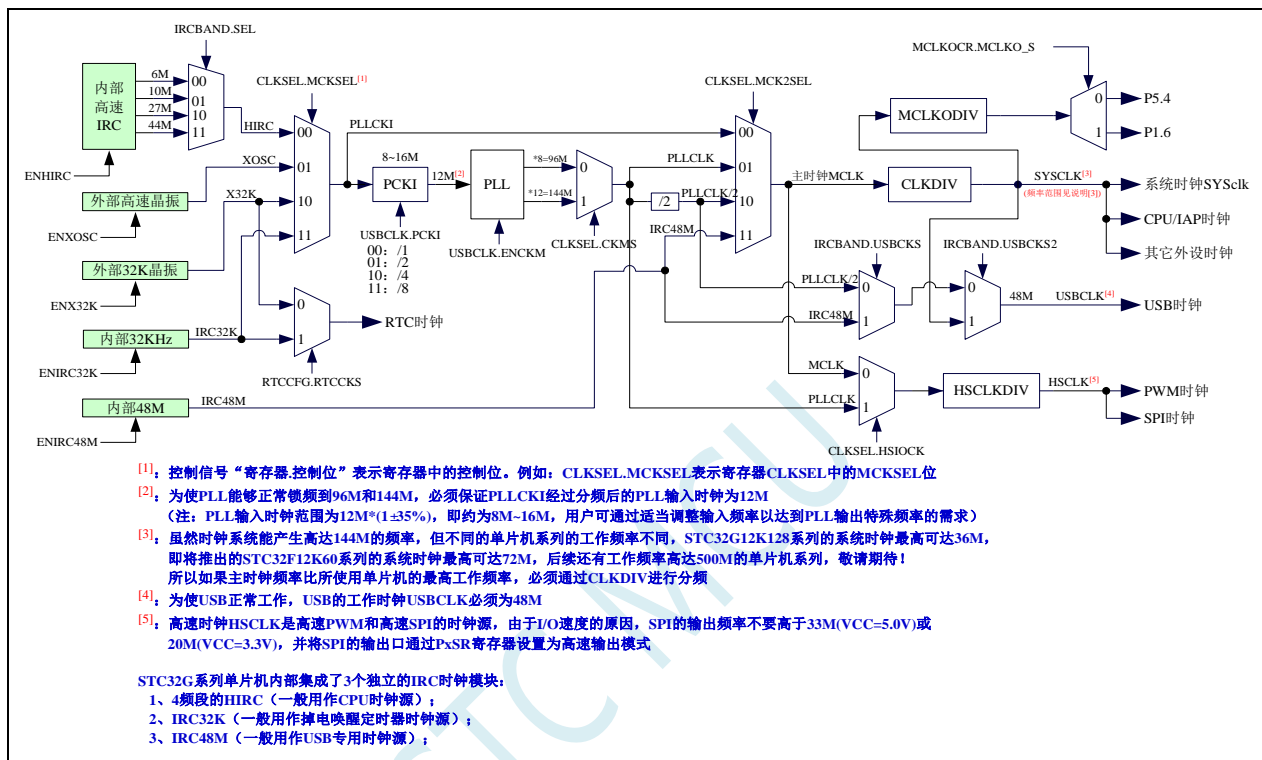 IRCBAND.SEL
内部
高速
IRC
6M
10M
27M
44M
00
01
10
11
HIRC
ENHIRC
CLKSEL.MCKSEL[1]
00
01
10
11
XOSC
外部高速晶振
ENXOSC
X32K
外部32K晶振
ENX32K
IRC32K
内部32KHz
ENIRC32K
0
1
RTC时钟
RTCCFG.RTCCKS
内部48M
IRC48M
ENIRC48M
PLLCKI
8~16M
PCKI
12M[2]
USBCLK.PCKI
00: /1
01: /2
10: /4
11: /8
PLL
*8=96M
*12=144M
0
1
USBCLK.ENCKM
CLKSEL.CKMS
CLKSEL.MCK2SEL
PLLCLK
/2
PLLCLK/2
IRC48M
00
01
10
11
主时钟MCLK
CLKDIV
MCLKOCR.MCLKO_S
MCLKODIV
0
1
P5.4
P1.6
SYSCLK[3]
(频率范围见说明[3])
系统时钟SYSclk
CPU/IAP时钟
其它外设时钟
IRCBAND.USBCKS
PLLCLK/2
0
IRC48M
1
IRCBAND.USBCKS2
0
1
48M
USBCLK[4]
USB时钟
MCLK
0
PLLCLK
1
CLKSEL.HSIOCK
HSCLKDIV
HSCLK[5]
PWM时钟
SPI时钟
[1]：控制信号“寄存器.控制位”表示寄存器中的控制位。例如：CLKSEL.MCKSEL表示寄存器CLKSEL中的MCKSEL位
[2]：为使PLL能够正常锁频到96M和144M，必须保证PLLCKI经过分频后的PLL输入时钟为12M
（注：PLL输入时钟范围为12M*(1±35%)，即约为8M~16M，用户可通过适当调整输入频率以达到PLL输出特殊频率的需求）
[3]：虽然时钟系统能产生高达144M的频率，但不同的单片机系列的工作频率不同，STC32G12K128系列的系统时钟最高可达36M，
即将推出的STC32F12K60系列的系统时钟最高可达72M，后续还有工作频率高达500M的单片机系列，敬请期待！
所以如果主时钟频率比所使用单片机的最高工作频率，必须通过CLKDIV进行分频
[4]：为使USB正常工作，USB的工作时钟USBCLK必须为48M
[5]：高速时钟HSCLK是高速PWM和高速SPI的时钟源，由于I/O速度的原因，SPI的输出频率不要高于33M(VCC=5.0V)或
20M(VCC=3.3V)，并将SPI的输出口通过PxSR寄存器设置为高速输出模式
STC32G系列单片机内部集成了3个独立的IRC时钟模块：
1、4频段的HIRC（一般用作CPU时钟源）；
2、IRC32K（一般用作掉电唤醒定时器时钟源）；
3、IRC48M（一般用作USB专用时钟源）；
STC MCU